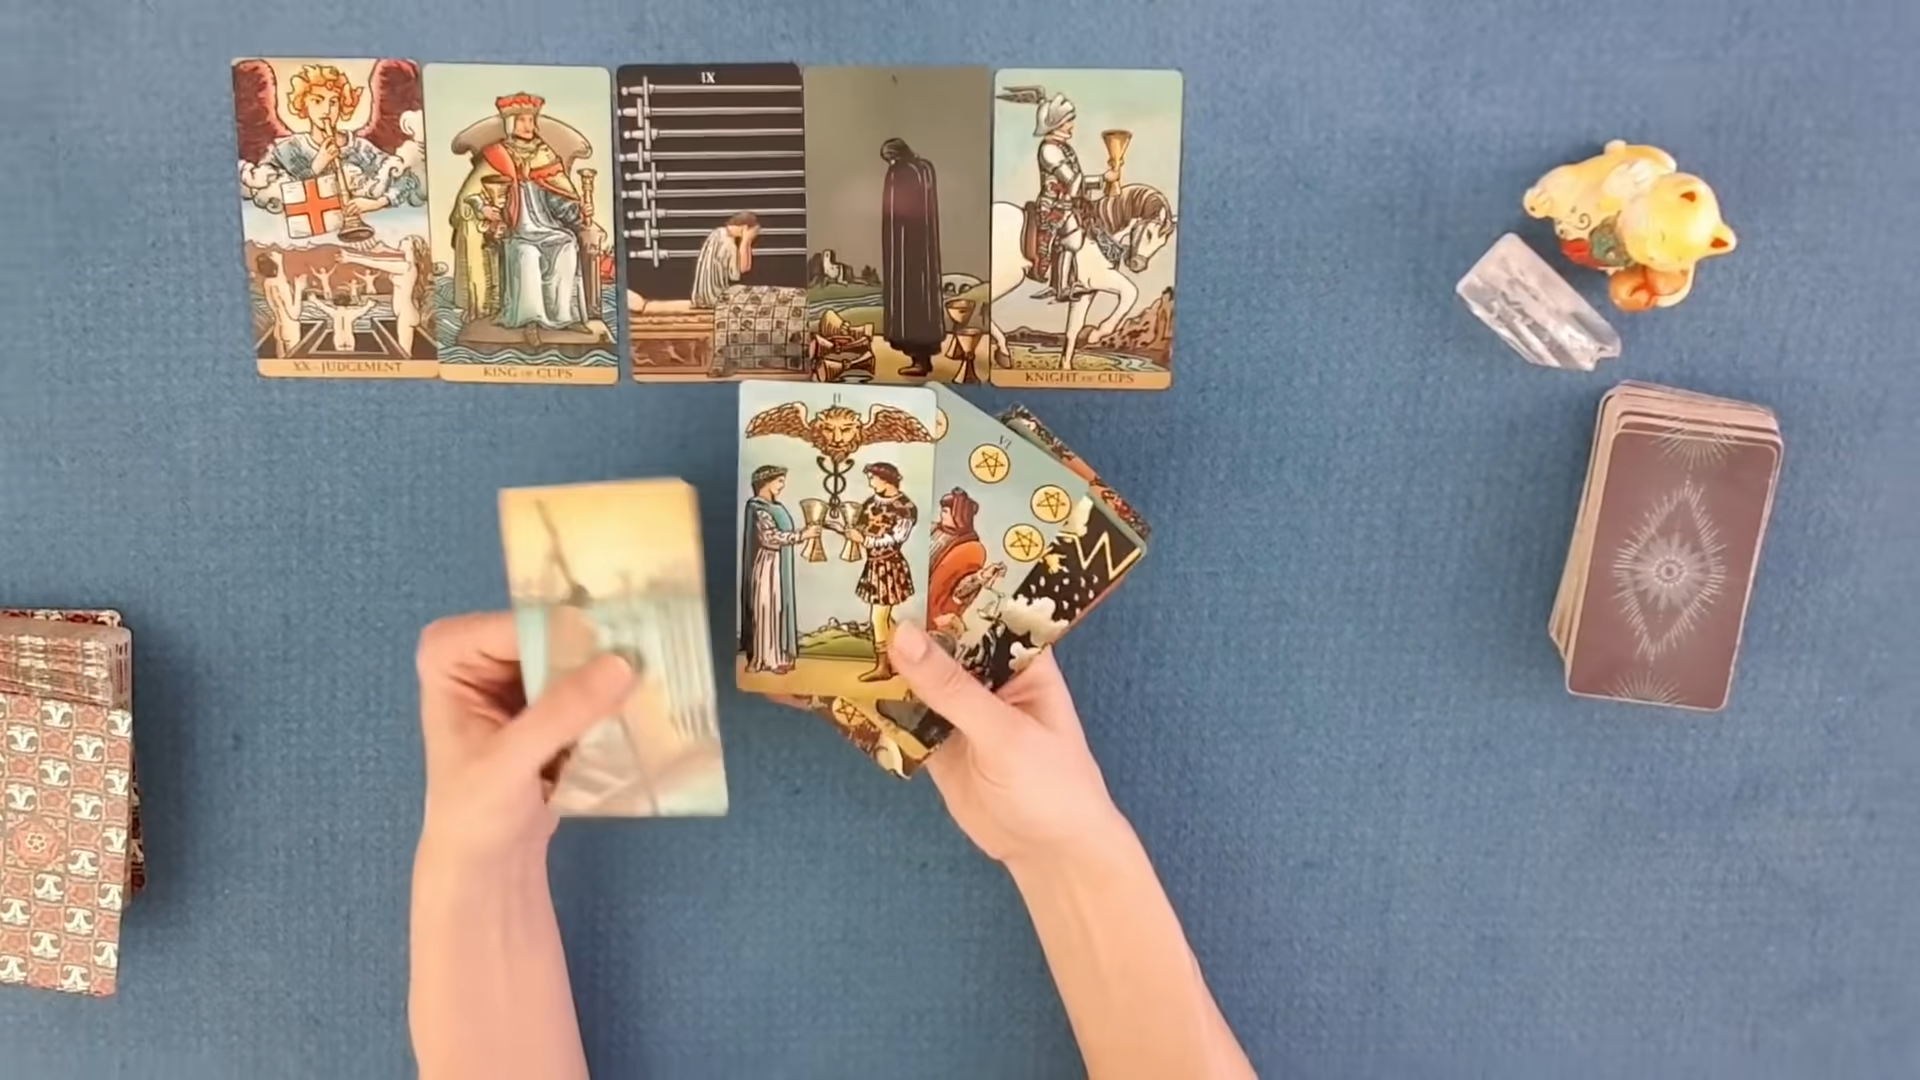 IX
V
XX-JUDGEMENT
KING OF CUPS
KNIGHT OF CUPS
II
VI